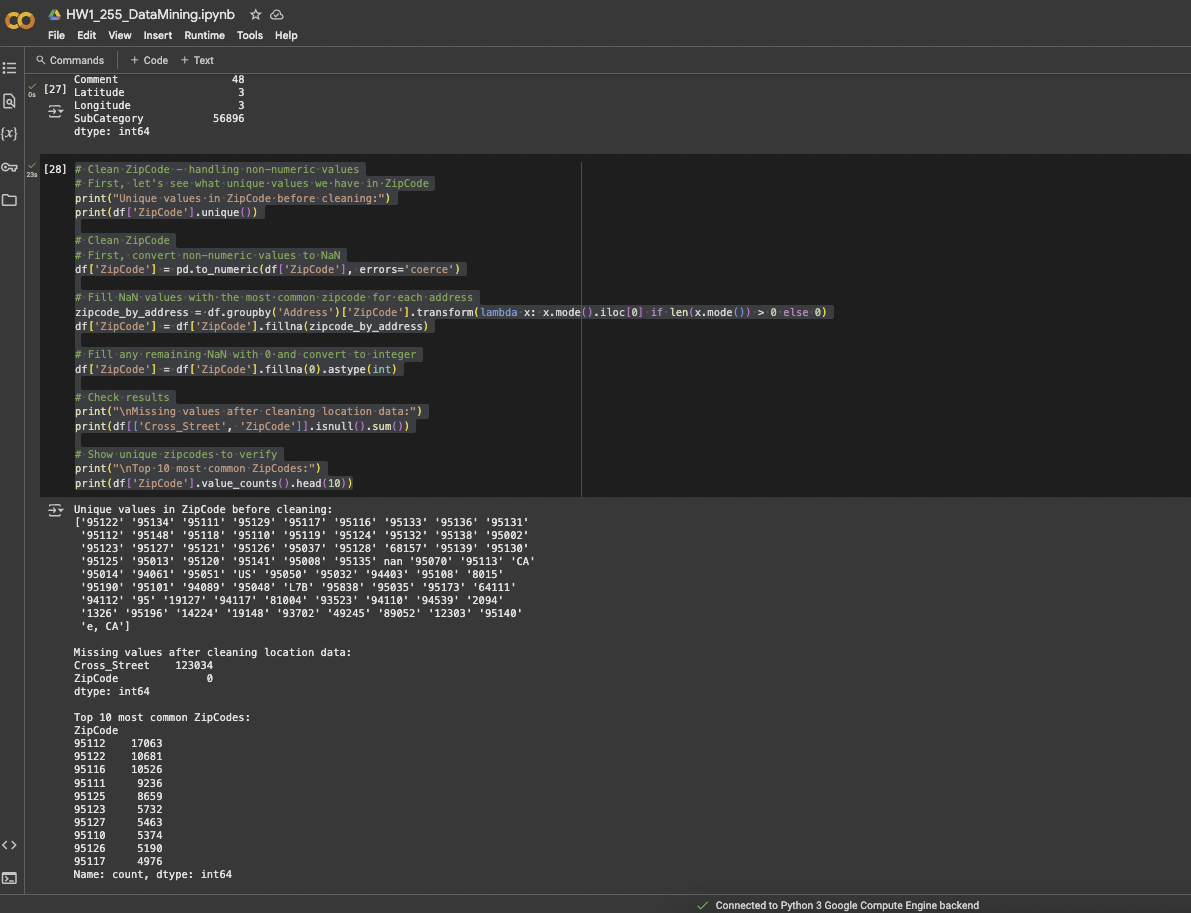 HW1_255_DataMining.ipynb
File Edit View Insert Runtime Tools Help
Commands + Code + Text
[27]
0s
Comment 48
Latitude 3
Longitude 3
SubCategory 56896
dtype: int64
[28]
23s
# Clean ZipCode - handling non-numeric values
# First, let's see what unique values we have in ZipCode
print("Unique values in ZipCode before cleaning:")
print(df['ZipCode'].unique())
# Clean ZipCode
# First, convert non-numeric values to NaN
df['ZipCode'] = pd.to_numeric(df['ZipCode'], errors='coerce')
# Fill NaN values with the most common zipcode for each address
zipcode_by_address = df.groupby('Address')['ZipCode'].transform(lambda x: x.mode().iloc[0] if len(x.mode()) > 0 else 0)
df['ZipCode'] = df['ZipCode'].fillna(zipcode_by_address)
# Fill any remaining NaN with 0 and convert to integer
df['ZipCode'] = df['ZipCode'].fillna(0).astype(int)
# Check results
print("\nMissing values after cleaning location data:")
print(df[['Cross_Street', 'ZipCode']].isnull().sum())
# Show unique zipcodes to verify
print("\nTop 10 most common ZipCodes:")
print(df['ZipCode'].value_counts().head(10))
Unique values in ZipCode before cleaning:
['95122' '95134' '95111' '95129' '95117' '95116' '95133' '95136' '95131'
'95112' '95148' '95118' '95110' '95119' '95124' '95132' '95138' '95002'
'95123' '95127' '95121' '95126' '95037' '95128' '68157' '95139' '95130'
'95125' '95013' '95120' '95141' '95008' '95135' nan '95070' '95113' 'CA'
'95014' '94061' '95051' 'US' '95050' '95032' '94403' '95108' '8015'
'95190' '95101' '94089' '95048' 'L7B' '95838' '95035' '95173' '64111'
'94112' '95' '19127' '94117' '81004' '93523' '94110' '94539' '2094'
'1326' '95196' '14224' '19148' '93702' '49245' '89052' '12303' '95140'
'e, CA']
Missing values after cleaning location data:
Cross_Street 123034
ZipCode 0
dtype: int64
Top 10 most common ZipCodes:
ZipCode
95112 17063
95122 10681
95116 10526
95111 9236
95125 8659
95123 5732
95127 5463
95110 5374
95126 5190
95117 4976
Name: count, dtype: int64
Connected to Python 3 Google Compute Engine backend